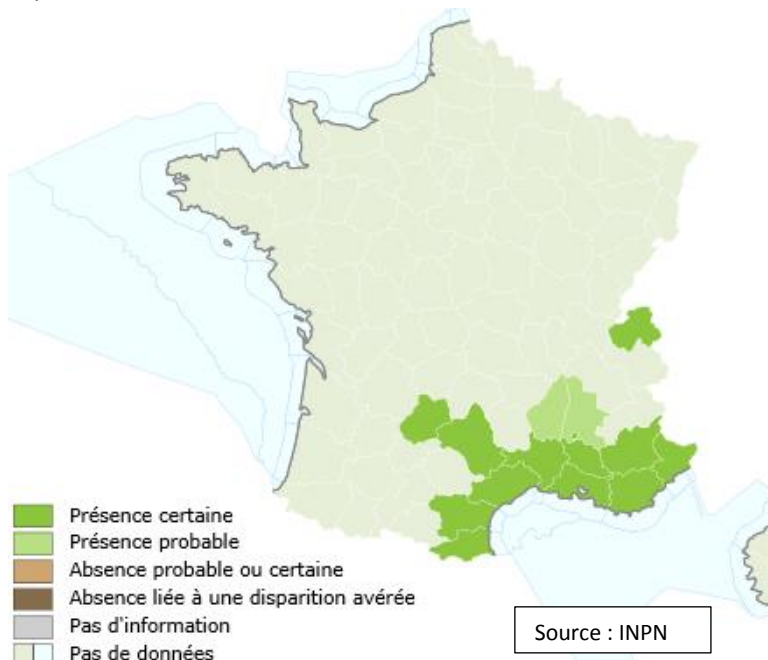 Présence certaine
Présence probable
Absence probable ou certaine
Absence liée à une disparition avérée
Pas d'information
Pas de données
Source : INPN